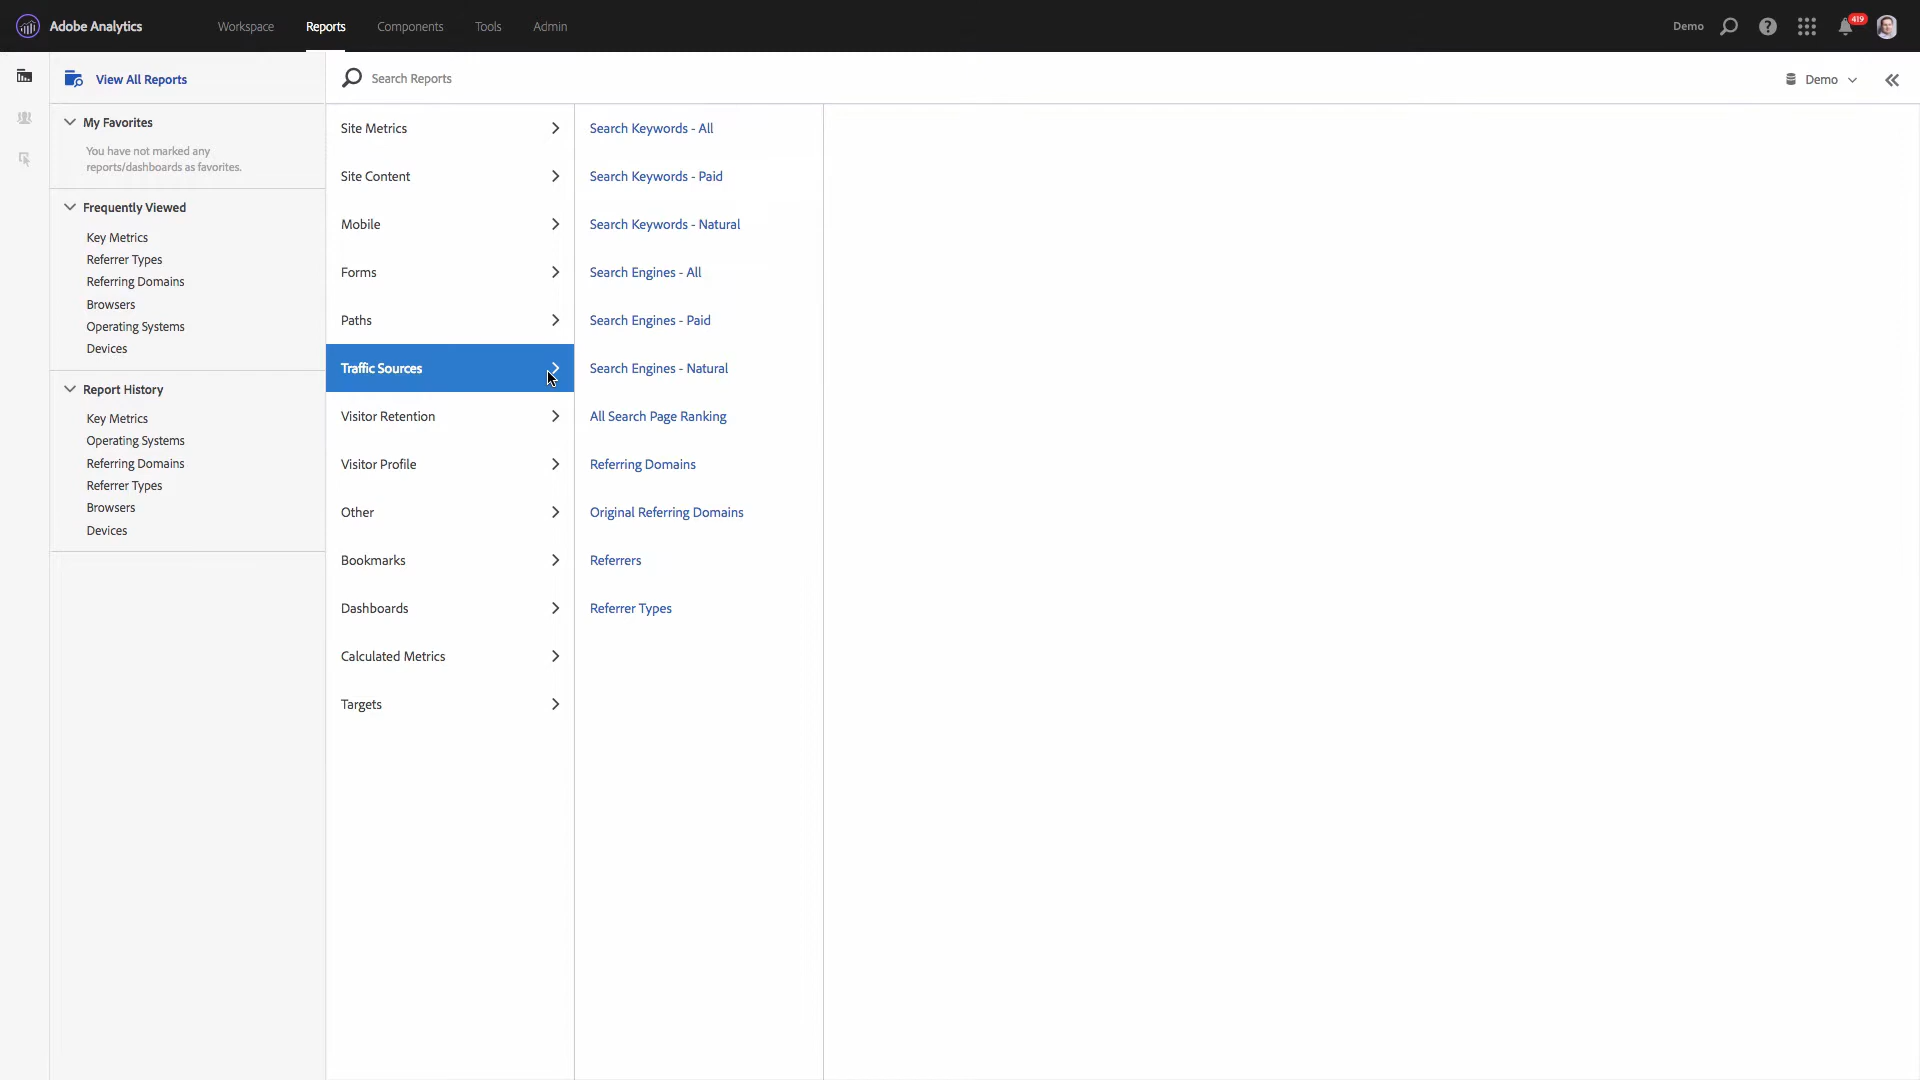 Adobe Analytics
Workspace
Reports
Components
Tools
Admin
Demo
419
View All Reports
Search Reports
Demo
My Favorites
You have not marked any
reports/dashboards as favorites.
Frequently Viewed
Key Metrics
Referrer Types
Referring Domains
Browsers
Operating Systems
Devices
Report History
Key Metrics
Operating Systems
Referring Domains
Referrer Types
Browsers
Devices
Site Metrics
Site Content
Mobile
Forms
Paths
Traffic Sources
Visitor Retention
Visitor Profile
Other
Bookmarks
Dashboards
Calculated Metrics
Targets
Search Keywords - All
Search Keywords - Paid
Search Keywords - Natural
Search Engines - All
Search Engines - Paid
Search Engines - Natural
All Search Page Ranking
Referring Domains
Original Referring Domains
Referrers
Referrer Types